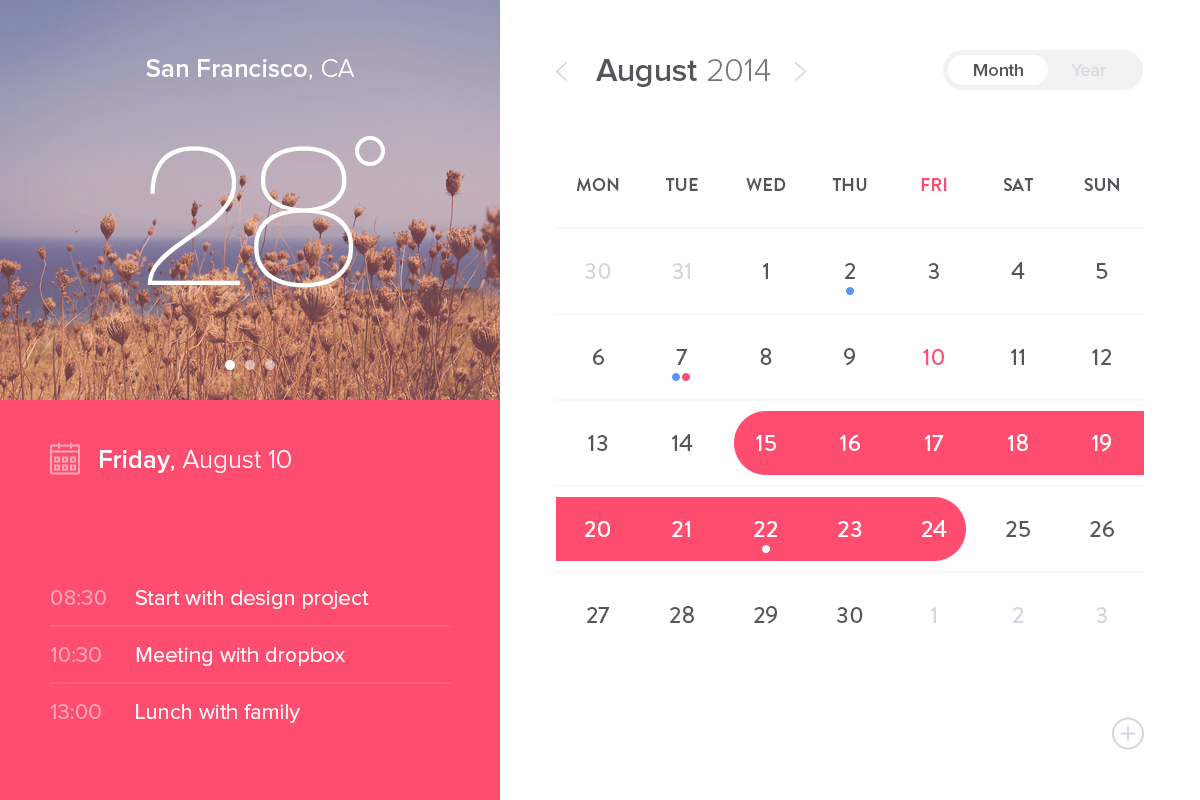 San Francisco, CA
28°
Friday, August 10
08:30 Start with design project
10:30 Meeting with dropbox
13:00 Lunch with family
August 2014
Month Year
MON TUE WED THU FRI SAT SUN
30 31 1 2 3 4 5
6 7 8 9 10 11 12
13 14 15 16 17 18 19
20 21 22 23 24 25 26
27 28 29 30 1 2 3